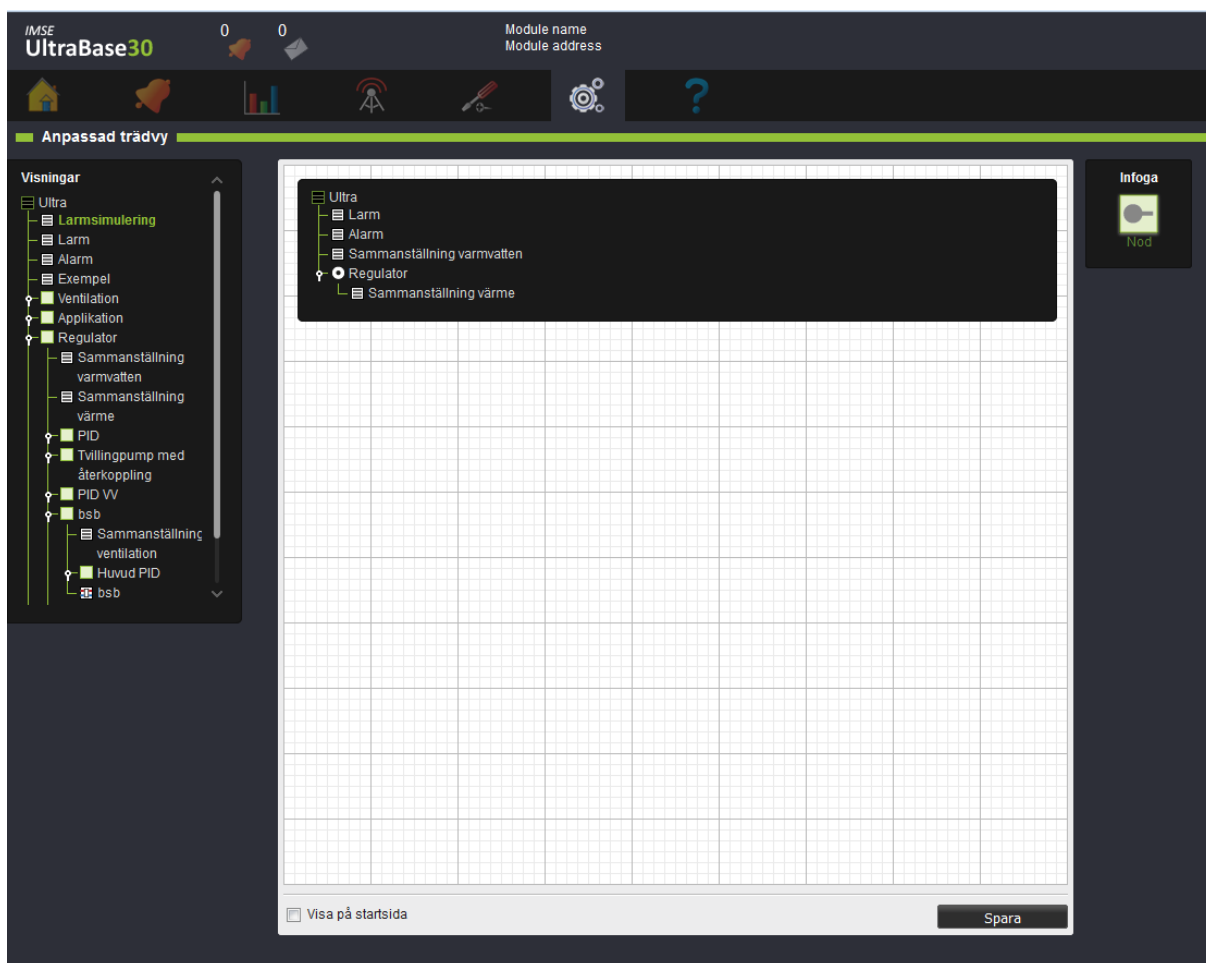 IMSE
UltraBase30
0
0
Module name
Module address
Anpassad trädvy
Visningar
Ultra
Larmsimulering
Larm
Alarm
Exempel
Ventilation
Applikation
Regulator
Sammanställning
varmvatten
Sammanställning
värme
PID
Tvillingpump med
återkoppling
PID VV
bsb
Sammanställning
ventilation
Huvud PID
bsb
Ultra
Larm
Alarm
Sammanställning varmvatten
Regulator
Sammanställning värme
Visa på startsida
Spara
Infoga
Nod